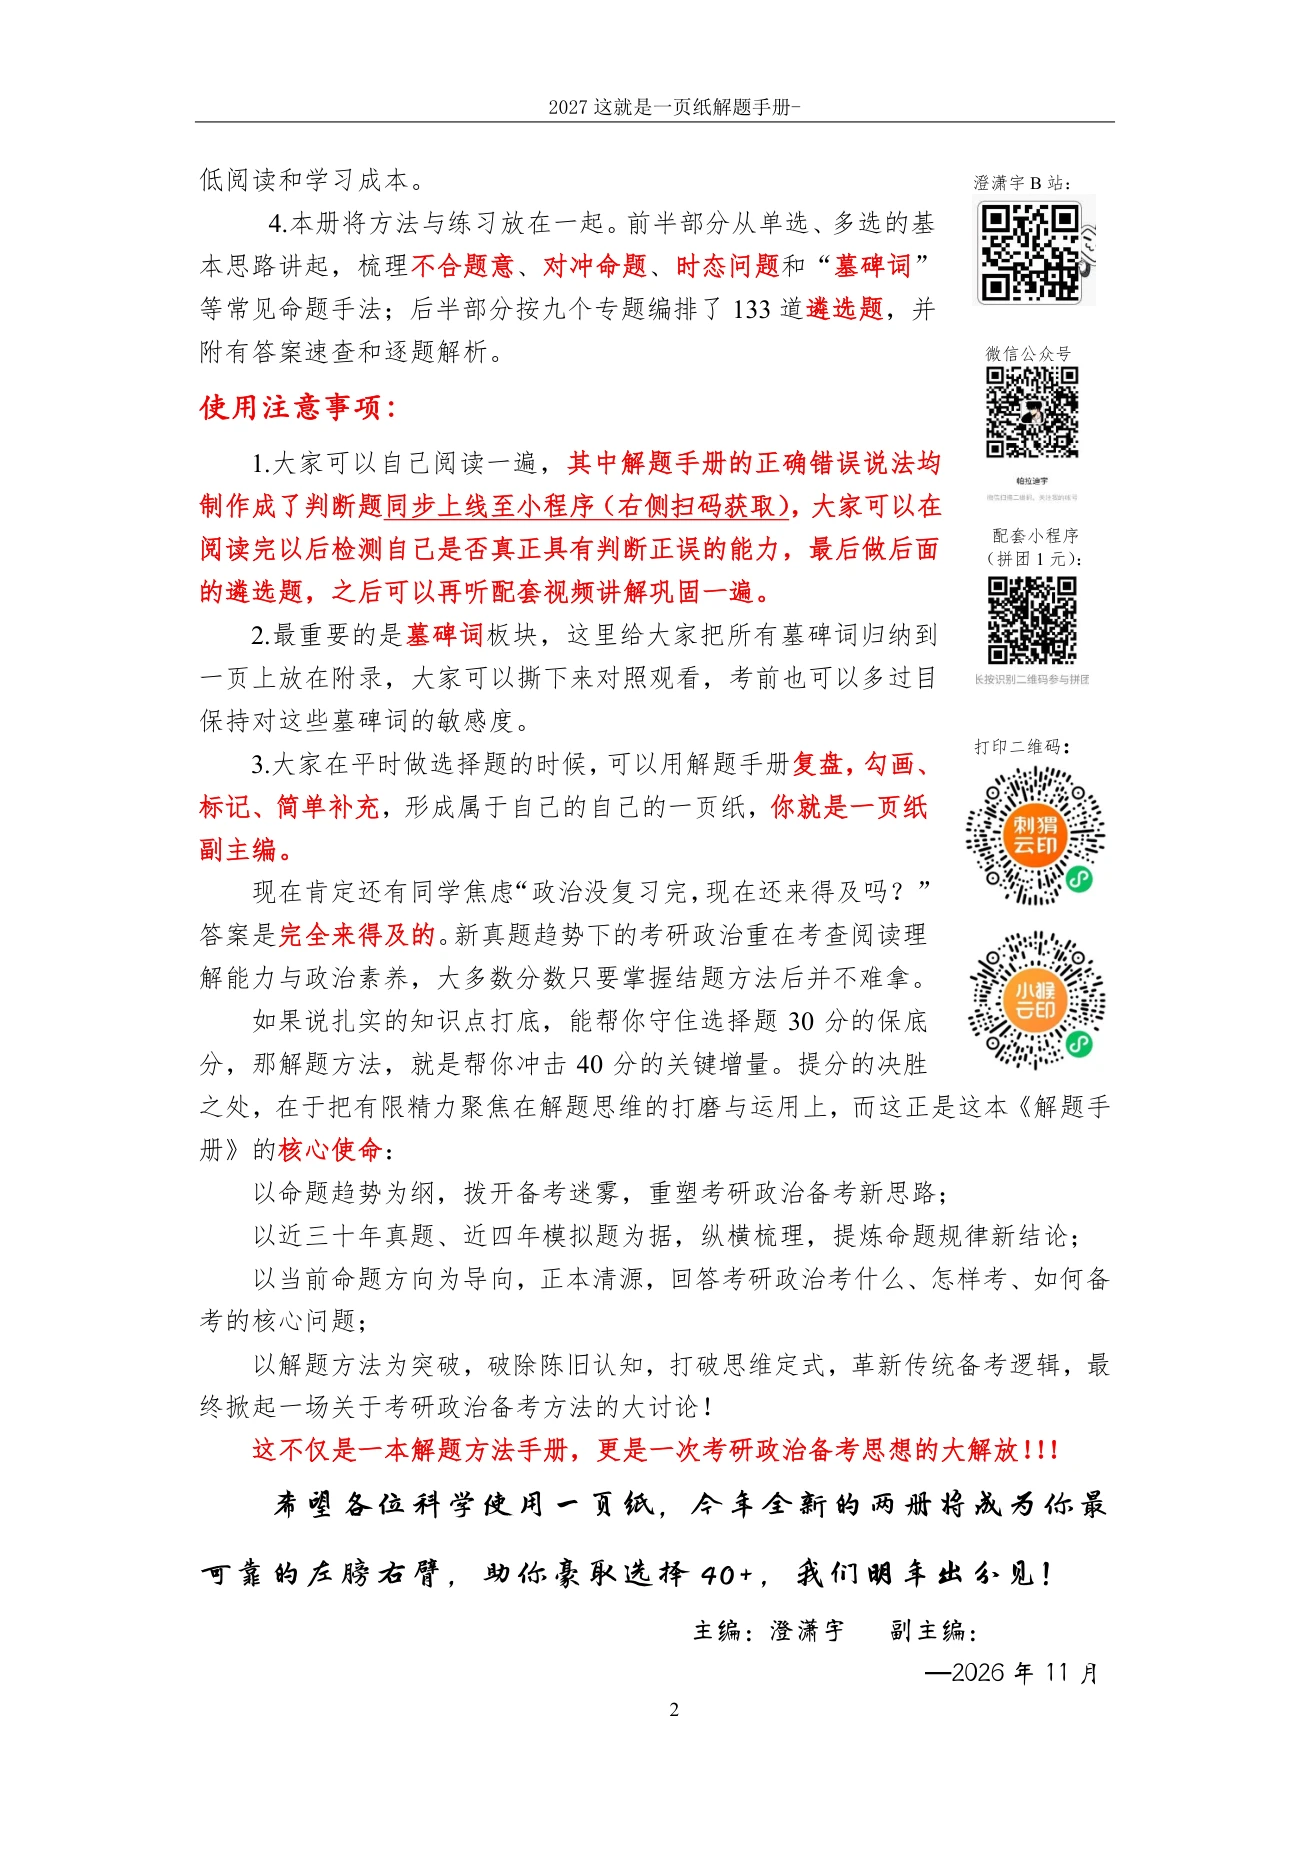 2027 这就是一页纸解题手册-
低阅读和学习成本。
4.本册将方法与练习放在一起。前半部分从单选、多选的基
本思路讲起，梳理不合题意、对冲命题、时态问题和“墓碑词”
等常见命题手法；后半部分按九个专题编排了 133 道遴选题，并
附有答案速查和逐题解析。
使用注意事项：
1.大家可以自己阅读一遍，其中解题手册的正确错误说法均
制作成了判断题同步上线至小程序（右侧扫码获取），大家可以在
阅读完以后检测自己是否真正具有判断正误的能力，最后做后面
的遴选题，之后可以再听配套视频讲解巩固一遍。
2.最重要的是墓碑词板块，这里给大家把所有墓碑词归纳到
一页上放在附录，大家可以撕下来对照观看，考前也可以多过目
保持对这些墓碑词的敏感度。
3.大家在平时做选择题的时候，可以用解题手册复盘，勾画、
标记、简单补充，形成属于自己的自己的一页纸，你就是一页纸
副主编。
现在肯定还有同学焦虑“政治没复习完，现在还来得及吗？”
答案是完全来得及的。新真题趋势下的考研政治重在考查阅读理
解能力与政治素养，大多数分数只要掌握结题方法后并不难拿。
如果说扎实的知识点打底，能帮你守住选择题 30 分的保底
分，那解题方法，就是帮你冲击 40 分的关键增量。提分的决胜
之处，在于把有限精力聚焦在解题思维的打磨与运用上，而这正是这本《解题手
册》的核心使命：
以命题趋势为纲，拨开备考迷雾，重塑考研政治备考新思路；
以近三十年真题、近四年模拟题为据，纵横梳理，提炼命题规律新结论；
以当前命题方向为导向，正本清源，回答考研政治考什么、怎样考、如何备
考的核心问题；
以解题方法为突破，破除陈旧认知，打破思维定式，革新传统备考逻辑，最
终掀起一场关于考研政治备考方法的大讨论！
这不仅是一本解题方法手册，更是一次考研政治备考思想的大解放！！！
希望各位科学使用一页纸，今年全新的两册将成为你最
可靠的左膀右臂，助你豪取选择 40+，我们明年出分见！
主编：澄潇宇 副主编：
—2026 年 11 月
2
澄潇宇 B 站：
微信公众号
帕拉迪宇
微信扫描二维码，关注我的公众号
配套小程序
（拼团 1 元）：
长按识别二维码参与拼团
打印二维码：
刺猬
云印
小猴
云印